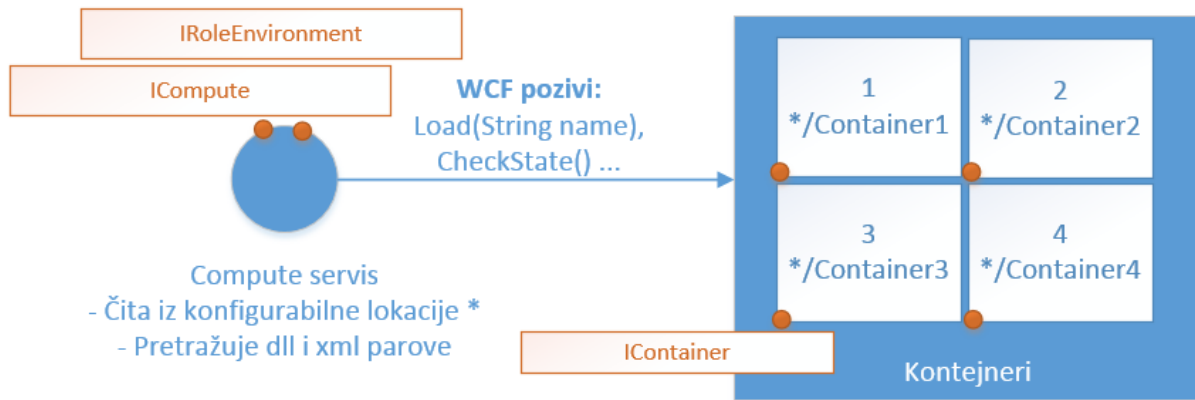 IRoleEnvironment
ICompute
WCF pozivi:
Load(String name),
CheckState() ...
1
*/Container1
2
*/Container2
3
*/Container3
4
*/Container4
Compute servis
- Čita iz konfigurabilne lokacije *
- Pretražuje dll i xml parove
IContainer
Kontejneri